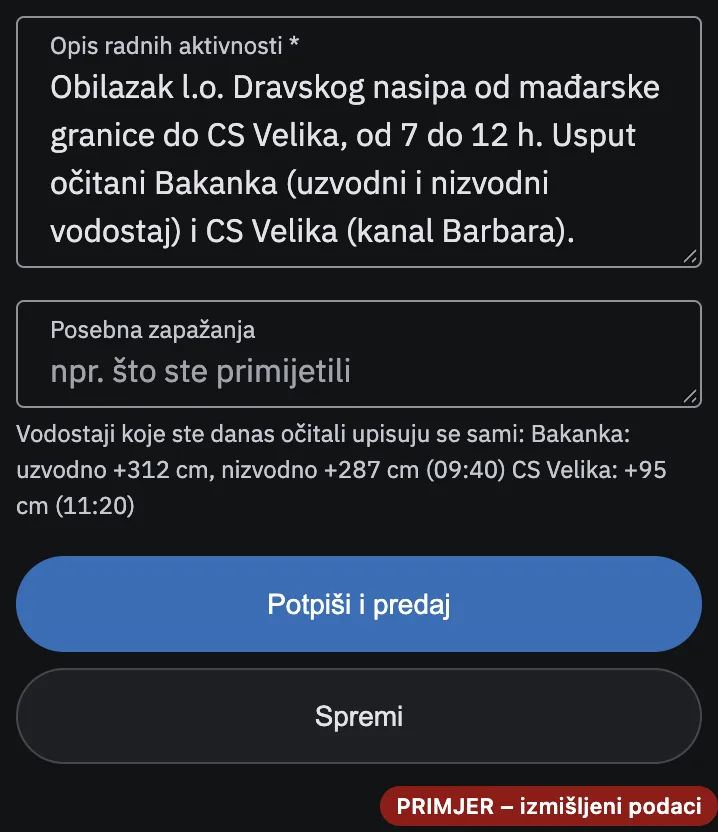 Opis radnih aktivnosti *
Obilazak l.o. Dravskog nasipa od mađarske
granice do CS Velika, od 7 do 12 h. Usput
očitani Bakanka (uzvodni i nizvodni
vodostaj) i CS Velika (kanal Barbara).
Posebna zapažanja
npr. što ste primijetili
Vodostaji koje ste danas očitali upisuju se sami: Bakanka:
uzvodno +312 cm, nizvodno +287 cm (09:40) CS Velika: +95
cm (11:20)
Potpiši i predaj
Spremi
PRIMJER – izmišljeni podaci